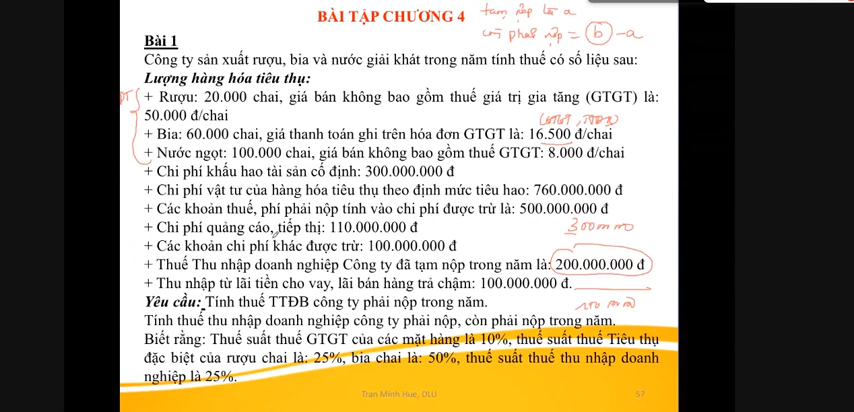 BÀI TẬP CHƯƠNG 4
tạm nộp là a
còn phải nộp = b - a
Bài 1
Công ty sản xuất rượu, bia và nước giải khát trong năm tính thuế có số liệu sau:
Lượng hàng hóa tiêu thụ:
DT
+ Rượu: 20.000 chai, giá bán không bao gồm thuế giá trị gia tăng (GTGT) là:
50.000 đ/chai
+ Bia: 60.000 chai, giá thanh toán ghi trên hóa đơn GTGT là: 16.500 đ/chai
+ Nước ngọt: 100.000 chai, giá bán không bao gồm thuế GTGT: 8.000 đ/chai
+ Chi phí khấu hao tài sản cố định: 300.000.000 đ
+ Chi phí vật tư của hàng hóa tiêu thụ theo định mức tiêu hao: 760.000.000 đ
+ Các khoản thuế, phí phải nộp tính vào chi phí được trừ là: 500.000.000 đ
+ Chi phí quảng cáo, tiếp thị: 110.000.000 đ
+ Các khoản chi phí khác được trừ: 100.000.000 đ
+ Thuế Thu nhập doanh nghiệp Công ty đã tạm nộp trong năm là: 200.000.000 đ
+ Thu nhập từ lãi tiền cho vay, lãi bán hàng trả chậm: 100.000.000 đ.
Yêu cầu: Tính thuế TTĐB công ty phải nộp trong năm.
Tính thuế thu nhập doanh nghiệp công ty phải nộp, còn phải nộp trong năm.
Biết rằng: Thuế suất thuế GTGT của các mặt hàng là 10%, thuế suất thuế Tiêu thụ
đặc biệt của rượu chai là: 25%, bia chai là: 50%, thuế suất thuế thu nhập doanh
nghiệp là 25%.
Tran Minh Hue, DLU
57